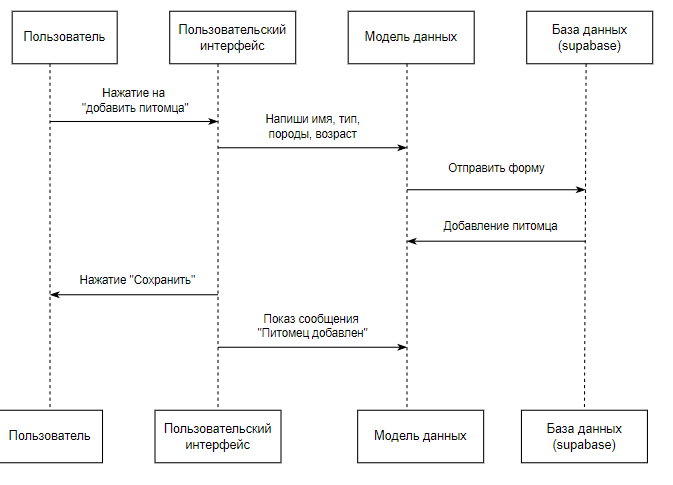 Пользователь
Пользовательский
интерфейс
Модель данных
База данных
(supabase)
Нажатие на
"добавить питомца"
Напиши имя, тип,
породы, возраст
Отправить форму
Добавление питомца
Нажатие "Сохранить"
Показ сообщения
"Питомец добавлен"
Пользователь
Пользовательский
интерфейс
Модель данных
База данных
(supabase)